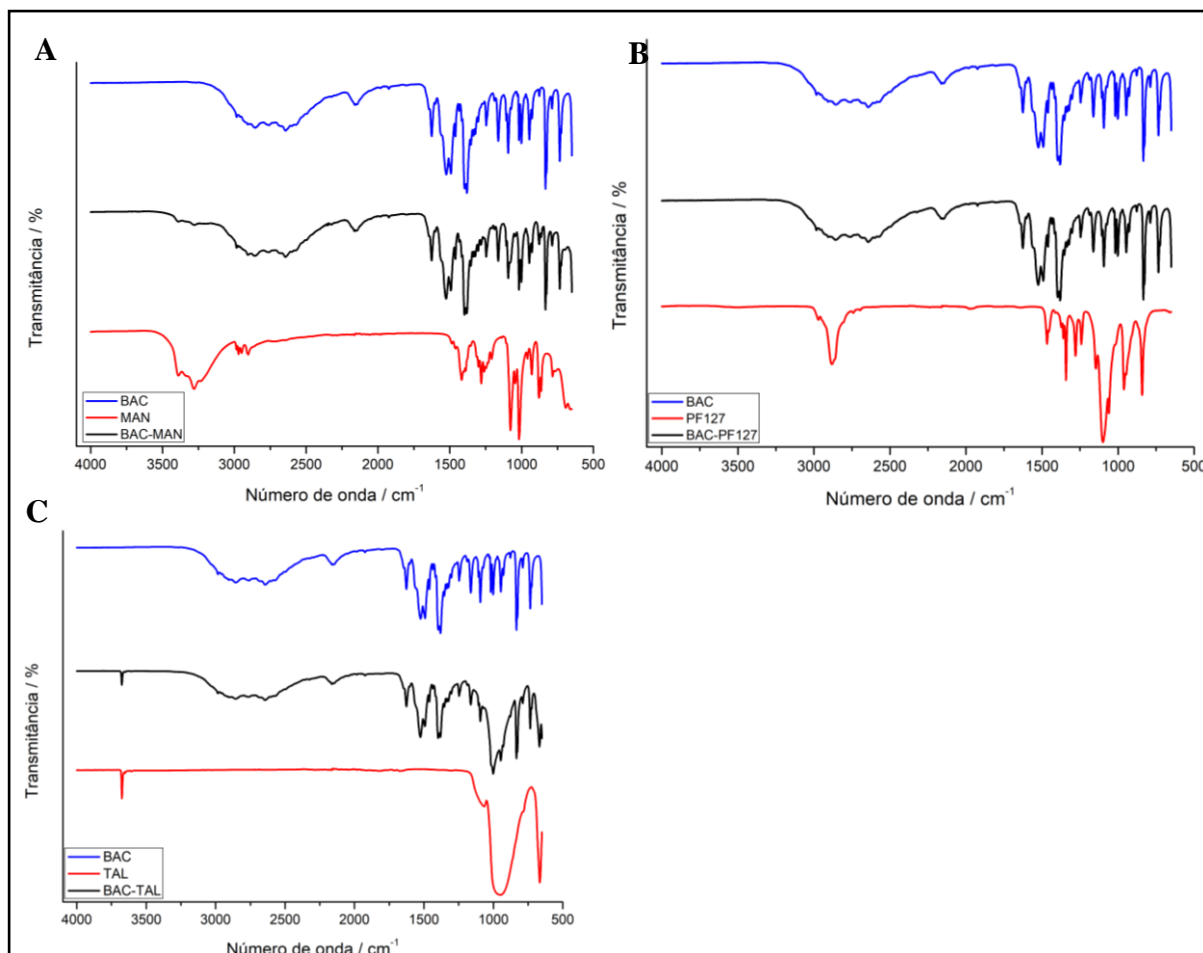 A
Transmitância / %
BAC
MAN
BAC-MAN
4000 3500 3000 2500 2000 1500 1000 500
Número de onda / cm⁻¹
B
Transmitância / %
BAC
PF127
BAC-PF127
4000 3500 3000 2500 2000 1500 1000 500
Número de onda / cm⁻¹
C
Transmitância / %
BAC
TAL
BAC-TAL
4000 3500 3000 2500 2000 1500 1000 500
Número de onda / cm⁻¹